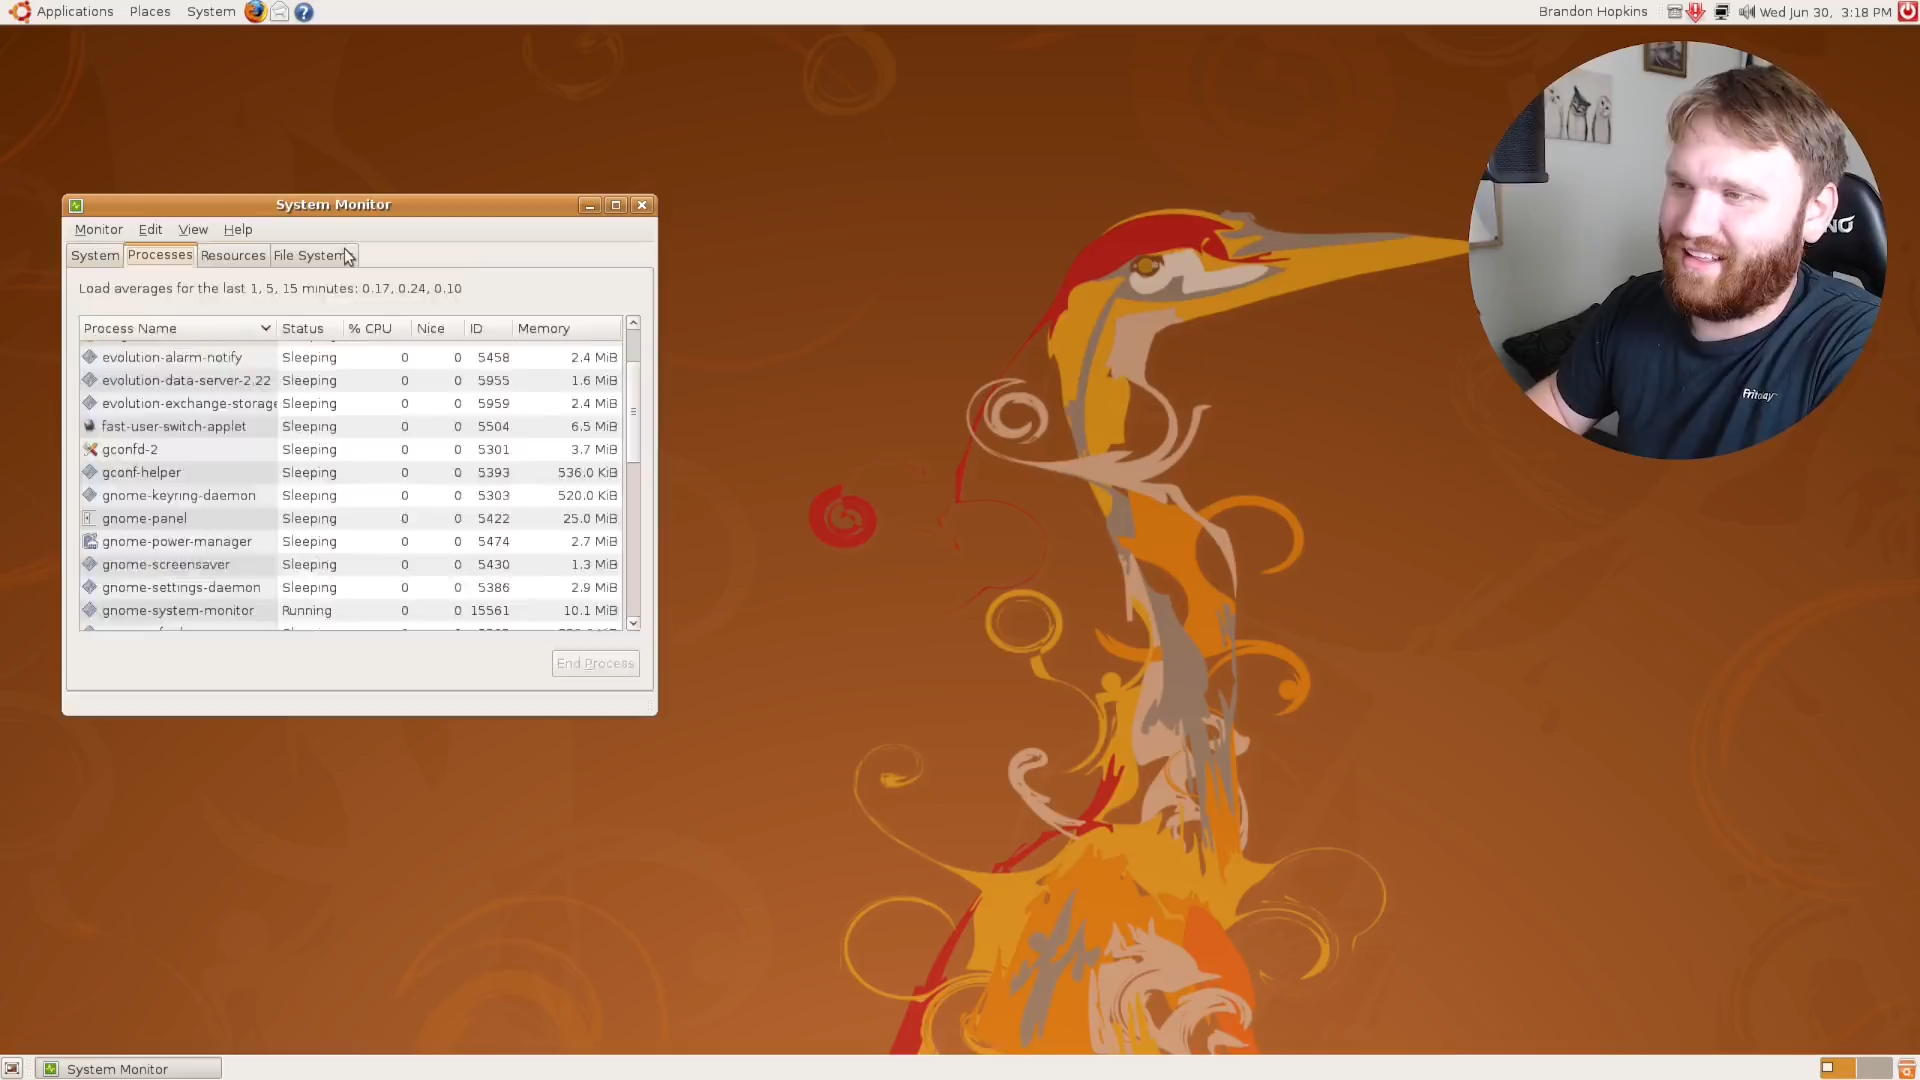 Applications Places System Brandon Hopkins Wed Jun 30, 3:18 PM
System Monitor
Monitor Edit View Help
System Processes Resources File Systems
Load averages for the last 1, 5, 15 minutes: 0.17, 0.24, 0.10
Process Name Status % CPU Nice ID Memory
evolution-alarm-notify Sleeping 0 0 5458 2.4 MiB
evolution-data-server-2.22 Sleeping 0 0 5955 1.6 MiB
evolution-exchange-storage Sleeping 0 0 5959 2.4 MiB
fast-user-switch-applet Sleeping 0 0 5504 6.5 MiB
gconfd-2 Sleeping 0 0 5301 3.7 MiB
gconf-helper Sleeping 0 0 5393 536.0 KiB
gnome-keyring-daemon Sleeping 0 0 5303 520.0 KiB
gnome-panel Sleeping 0 0 5422 25.0 MiB
gnome-power-manager Sleeping 0 0 5474 2.7 MiB
gnome-screensaver Sleeping 0 0 5430 1.3 MiB
gnome-settings-daemon Sleeping 0 0 5386 2.9 MiB
gnome-system-monitor Running 0 0 15561 10.1 MiB
End Process
System Monitor